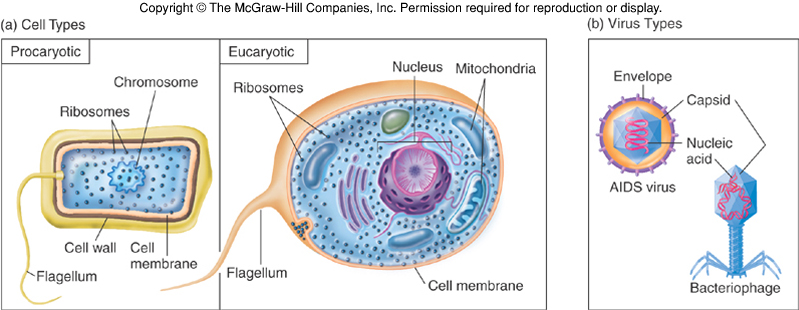 Copyright © The McGraw-Hill Companies, Inc. Permission required for reproduction or display.
(a) Cell Types
Procaryotic
Chromosome
Ribosomes
Cell wall
Cell
membrane
Flagellum
Eucaryotic
Nucleus
Mitochondria
Ribosomes
Flagellum
Cell membrane
(b) Virus Types
Envelope
Capsid
Nucleic
acid
AIDS virus
Bacteriophage